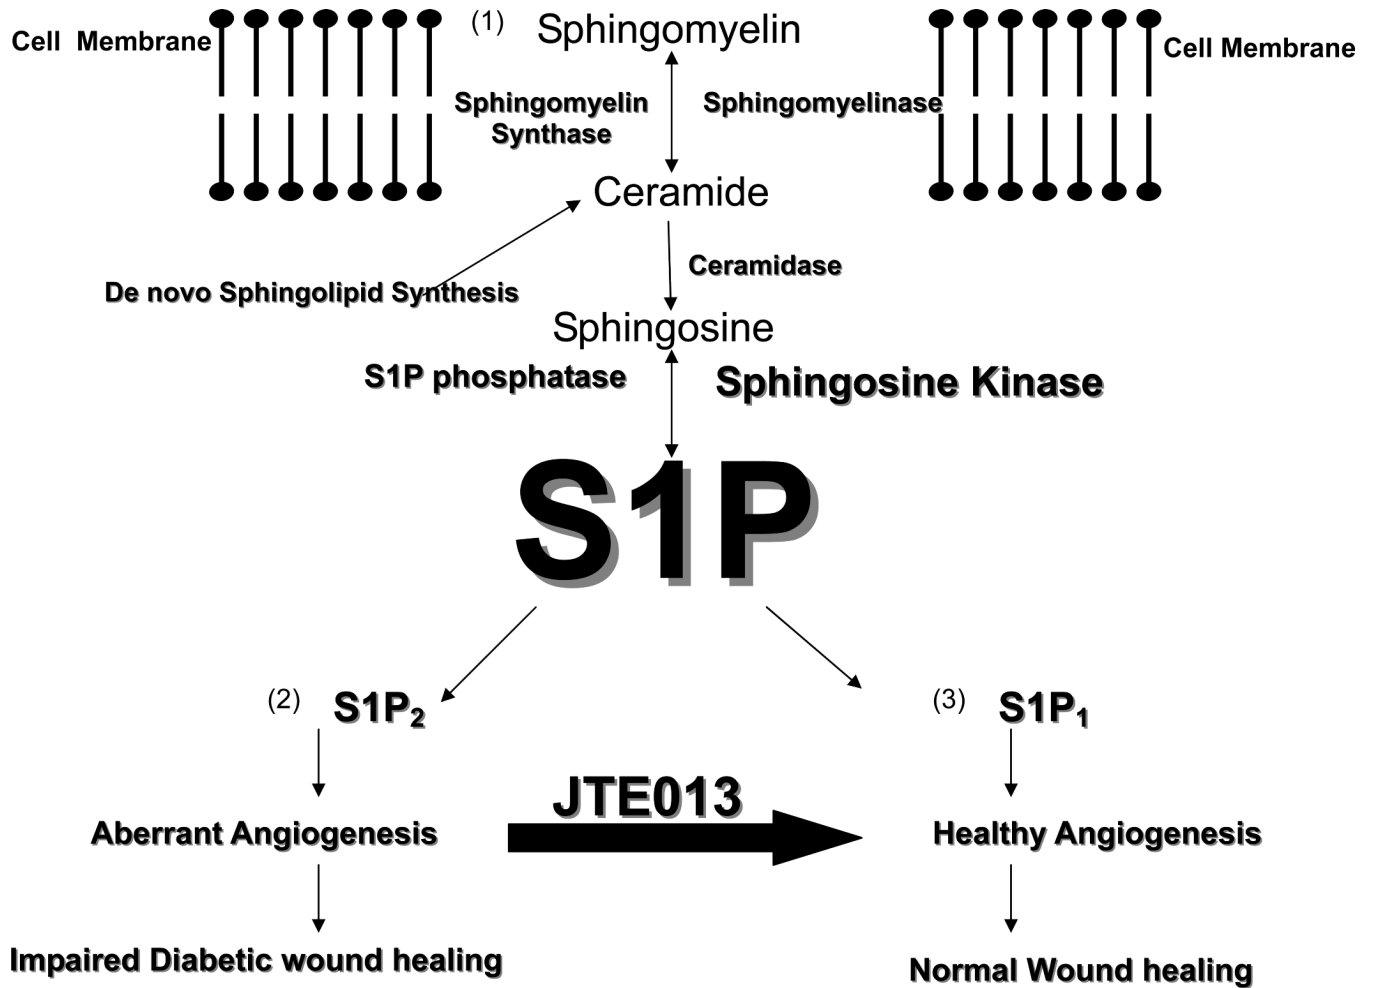 Cell Membrane
(1)
Sphingomyelin
Cell Membrane
Sphingomyelin
Synthase
Sphingomyelinase
Ceramide
Ceramidase
De novo Sphingolipid Synthesis
Sphingosine
S1P phosphatase
Sphingosine Kinase
S1P
(2)
S1P₂
(3)
S1P₁
JTE013
Aberrant Angiogenesis
Healthy Angiogenesis
Impaired Diabetic wound healing
Normal Wound healing